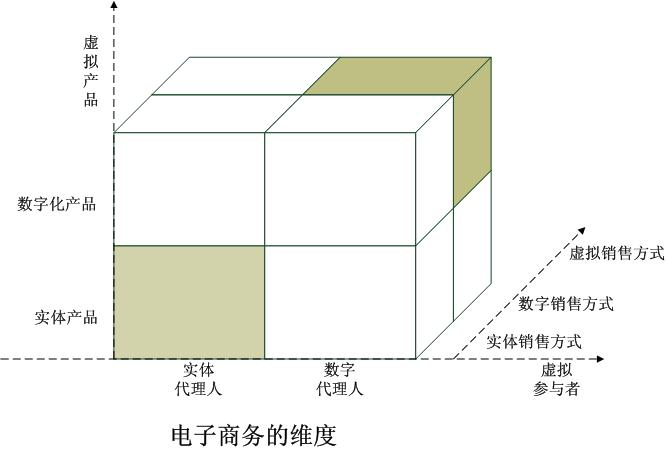 虚拟产品
数字化产品
实体产品
虚拟销售方式
数字销售方式
实体销售方式
实体
代理人
数字
代理人
虚拟
参与者
电子商务的维度